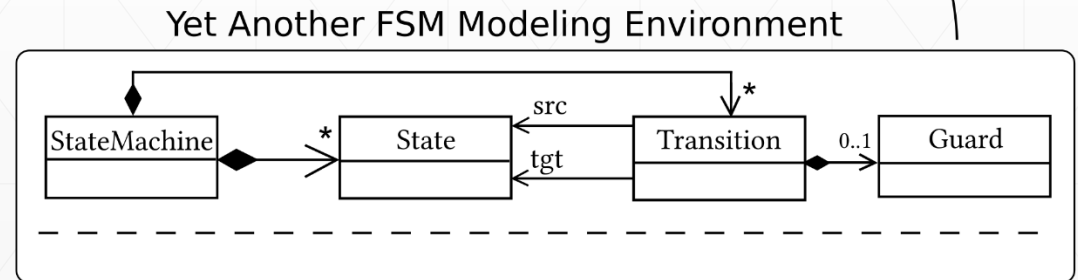 Yet Another FSM Modeling Environment
*
src
StateMachine
*
State
Transition
0..1
Guard
tgt